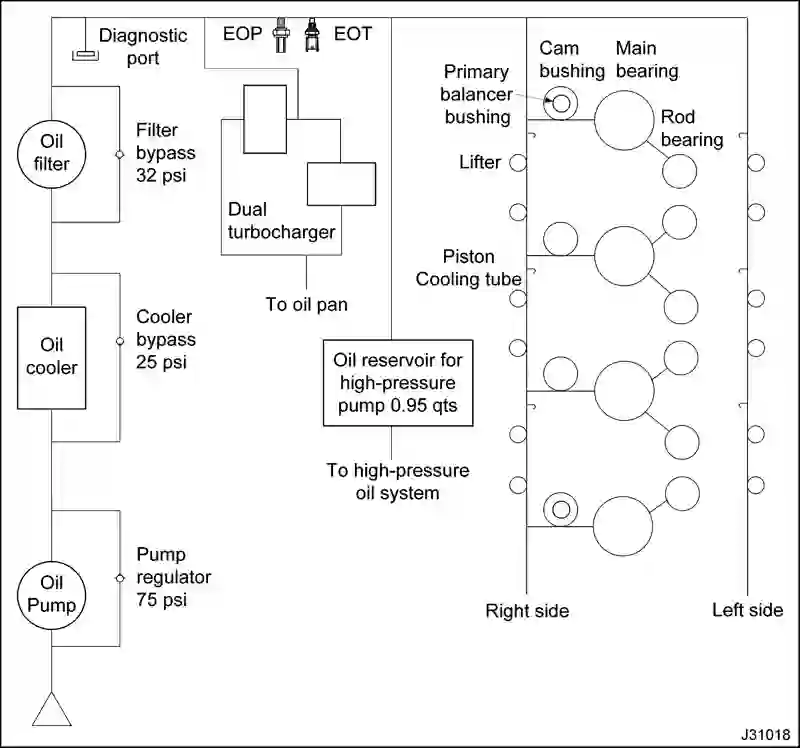 Diagnostic
port
EOP
EOT
Oil
filter
Filter
bypass
32 psi
Dual
turbocharger
To oil pan
Oil
cooler
Cooler
bypass
25 psi
Oil reservoir for
high-pressure
pump 0.95 qts
To high-pressure
oil system
Oil
Pump
Pump
regulator
75 psi
Cam
bushing
Main
bearing
Primary
balancer
bushing
Rod
bearing
Lifter
Piston
Cooling tube
Right side
Left side
J31018